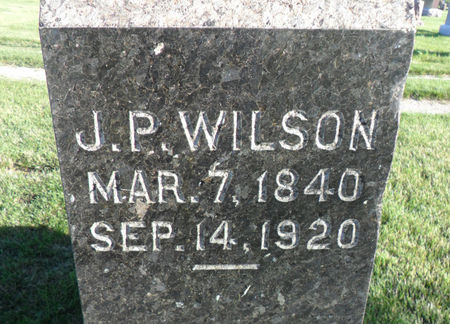 J.P. WILSON
MAR. 7, 1840.
SEP. 14, 1920